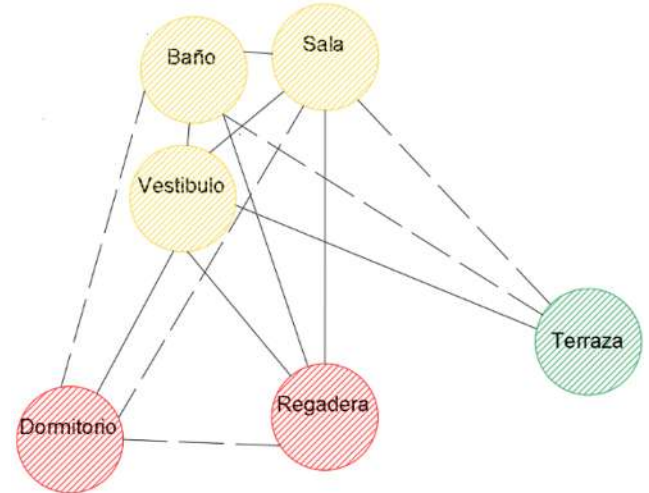 Baño
Sala
Vestibulo
Terraza
Regadera
Dormitorio